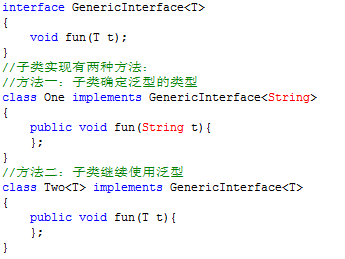 interface GenericInterface<T>
{
    void fun(T t);
}
//子类实现有两种方法：
//方法一：子类确定泛型的类型
class One implements GenericInterface<String>
{
    public void fun(String t){
    };
}
//方法二：子类继续使用泛型
class Two<T> implements GenericInterface<T>
{
    public void fun(T t){
    };
}